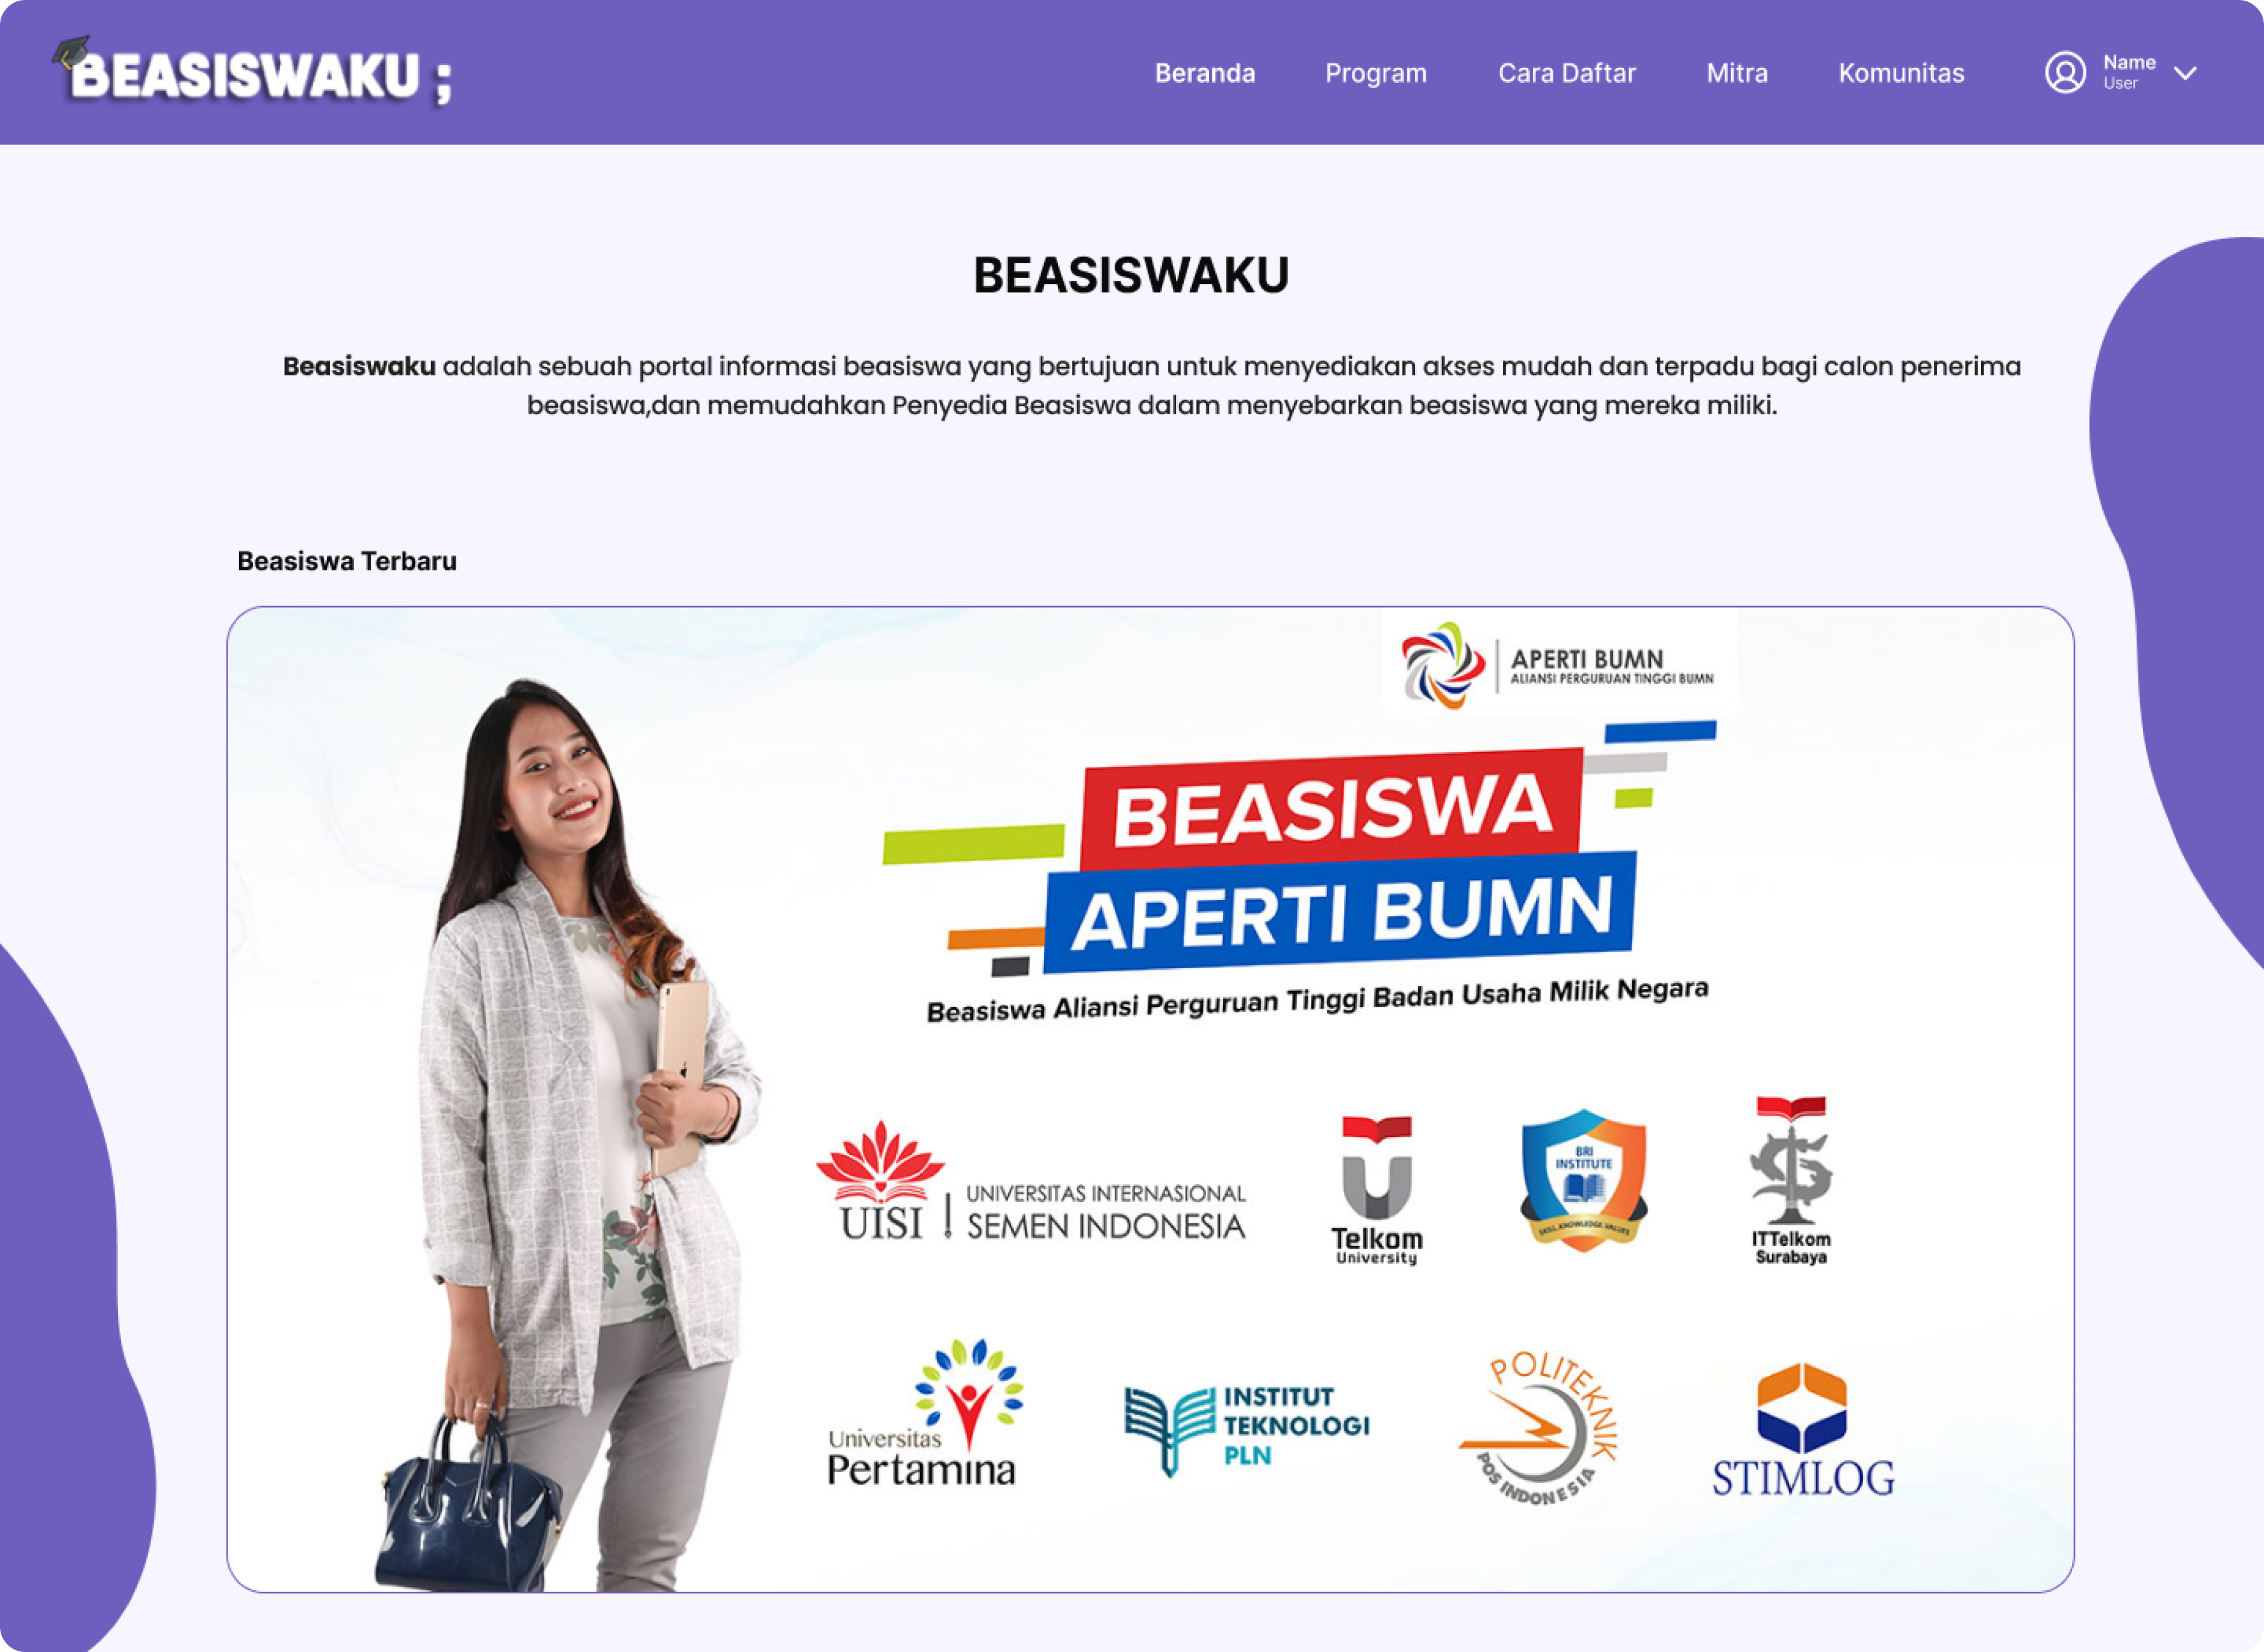 BEASISWAKU ;
Beranda Program Cara Daftar Mitra Komunitas
Name
User
BEASISWAKU
Beasiswaku adalah sebuah portal informasi beasiswa yang bertujuan untuk menyediakan akses mudah dan terpadu bagi calon penerima
beasiswa,dan memudahkan Penyedia Beasiswa dalam menyebarkan beasiswa yang mereka miliki.
Beasiswa Terbaru
APERTI BUMN
ALIANSI PERGURUAN TINGGI BUMN
BEASISWA
APERTI BUMN
Beasiswa Aliansi Perguruan Tinggi Badan Usaha Milik Negara
UISI
UNIVERSITAS INTERNASIONAL
SEMEN INDONESIA
Telkom
University
BRI
INSTITUTE
SKILL.KNOWLEDGE.VALUES
ITTelkom
Surabaya
Universitas
Pertamina
INSTITUT
TEKNOLOGI
PLN
POLITEKNIK
POS INDONESIA
STIMLOG